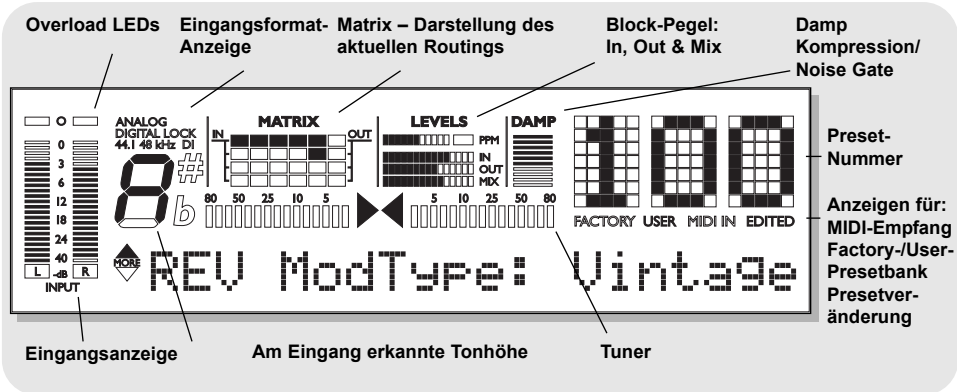 Overload LEDs
Eingangsformat-
Anzeige
Matrix – Darstellung des
aktuellen Routings
Block-Pegel:
In, Out & Mix
Damp
Kompression/
Noise Gate
ANALOG
DIGITAL LOCK
44.1 48 kHz DI
MATRIX
IN
OUT
LEVELS
PPM
IN
OUT
MIX
DAMP
100
Preset-
Nummer
O
0
3
6
12
18
24
40
-dB
L
R
INPUT
8
#
b
80 50 25 10 5
5 10 25 50 80
FACTORY USER MIDI IN EDITED
Anzeigen für:
MIDI-Empfang
Factory-/User-
Presetbank
Presetver-
änderung
MORE
REV ModType: Vintage
Eingangsanzeige
Am Eingang erkannte Tonhöhe
Tuner